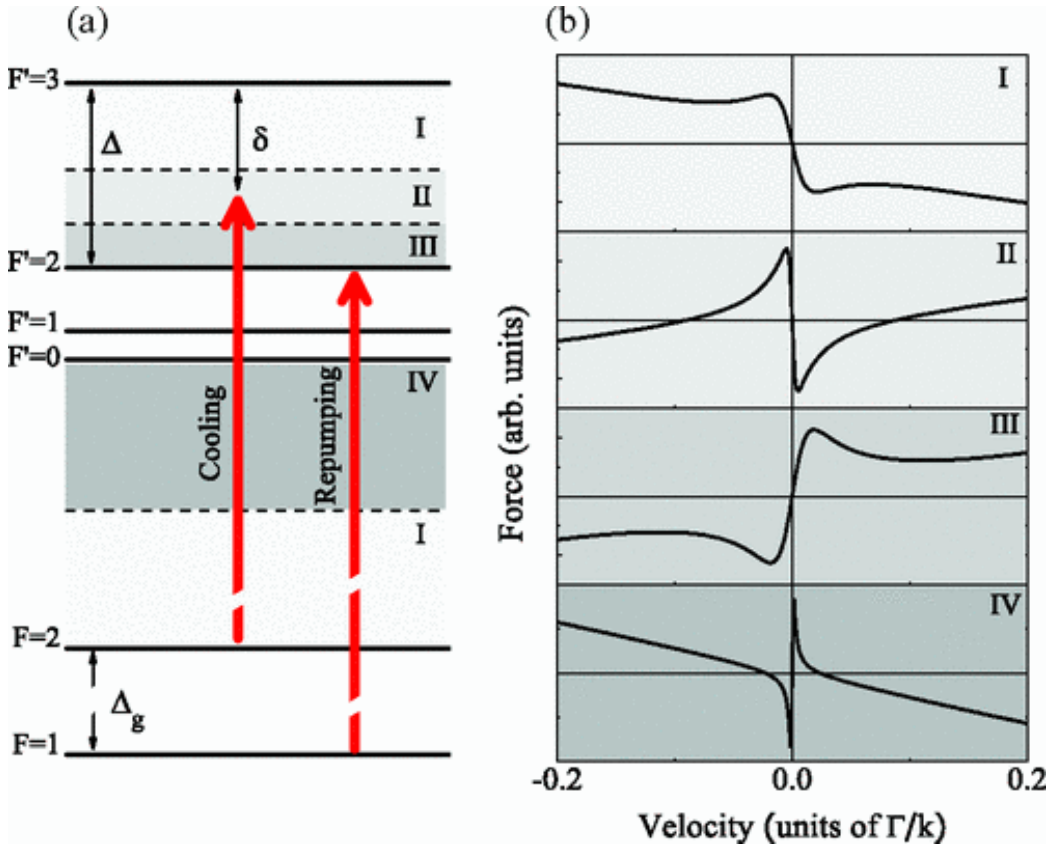 (a)
F'=3
I
Δ
δ
II
III
F'=2
F'=1
F'=0
IV
Cooling
Repumping
I
F=2
Δg
F=1
(b)
I
II
III
IV
Force (arb. units)
-0.2
0.0
0.2
Velocity (units of Γ/k)